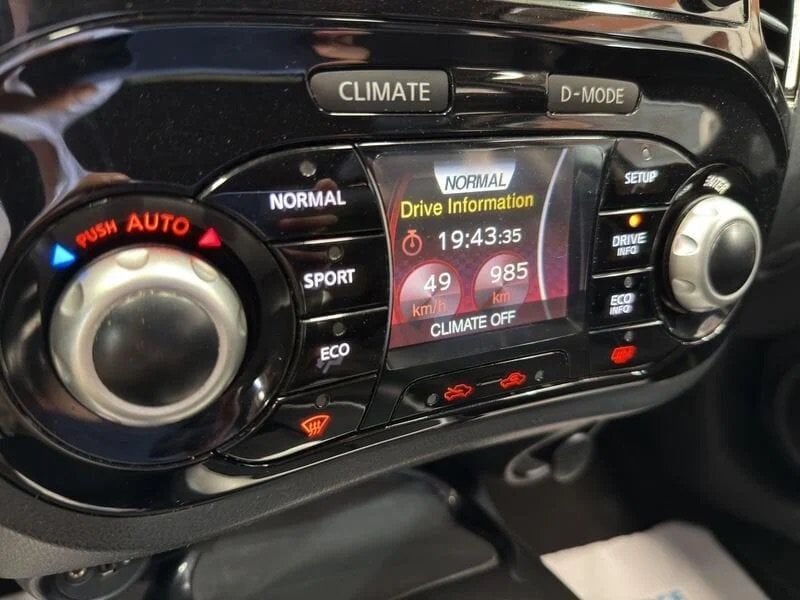 CLIMATE
D-MODE
PUSH AUTO
NORMAL
SPORT
ECO
NORMAL
Drive Information
19:43:35
49
km/h
985
km
CLIMATE OFF
SETUP
DRIVE
INFO
ECO
INFO
ENTER